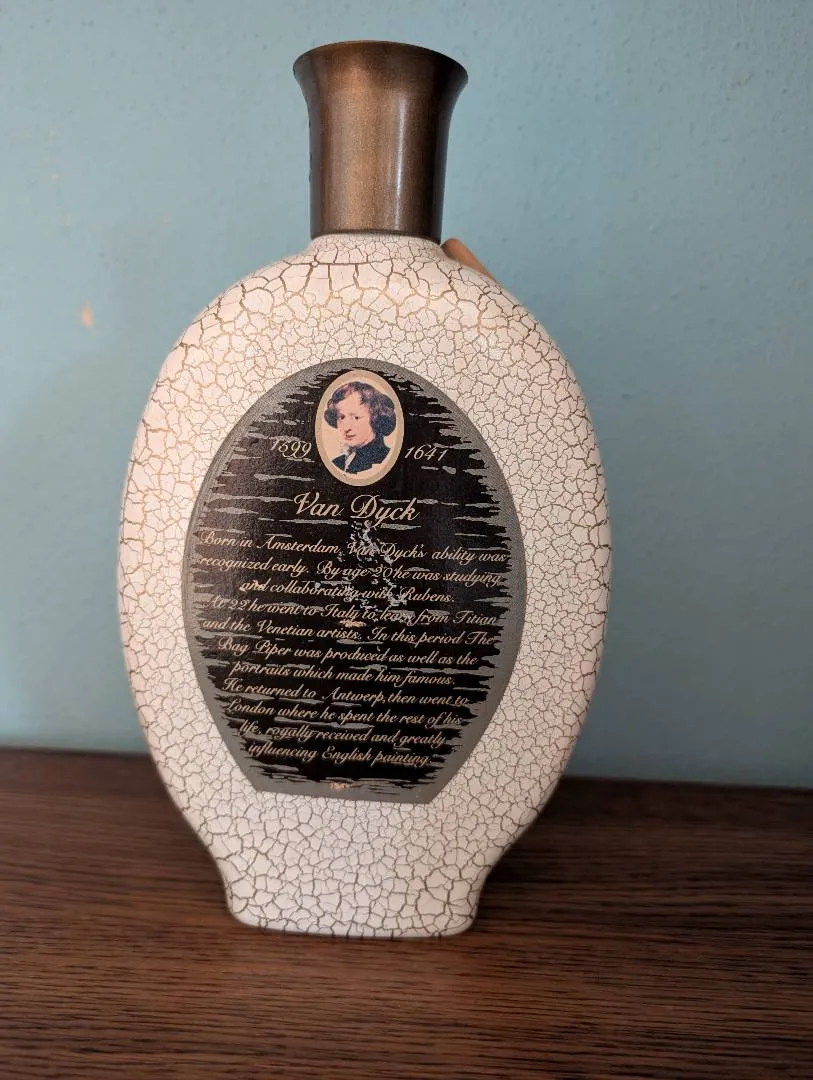 1599 1641
Van Dyck
Born in Amsterdam, Van Dyck's ability was
recognized early. By age 20 he was studying
and collaborating with Rubens.
At 22 he went to Italy to learn from Titian
and the Venetian artists. In this period The
Bag Piper was produced as well as the
portraits which made him famous.
He returned to Antwerp, then went to
London where he spent the rest of his
life, royally received and greatly
influencing English painting.